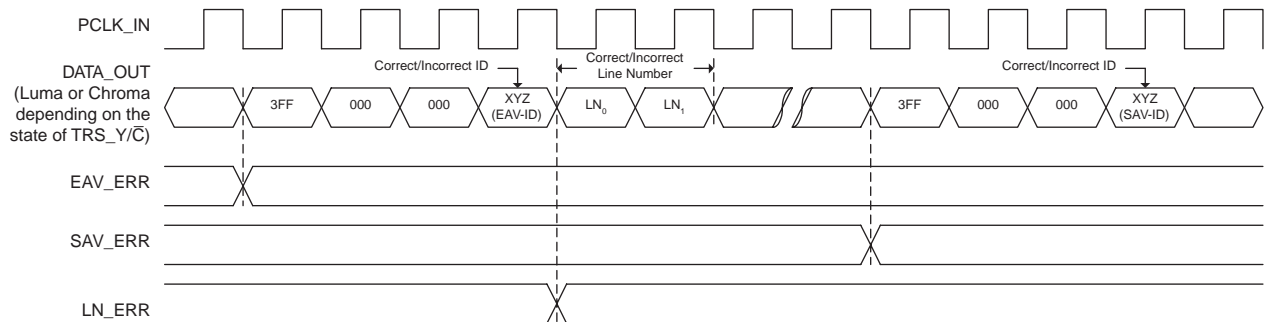 PCLK_IN
Correct/Incorrect ID
Correct/Incorrect
Line Number
Correct/Incorrect ID
DATA_OUT
(Luma or Chroma
depending on the
state of TRS_Y/C̅)
3FF
000
000
XYZ
(EAV-ID)
LN₀
LN₁
3FF
000
000
XYZ
(SAV-ID)
EAV_ERR
SAV_ERR
LN_ERR